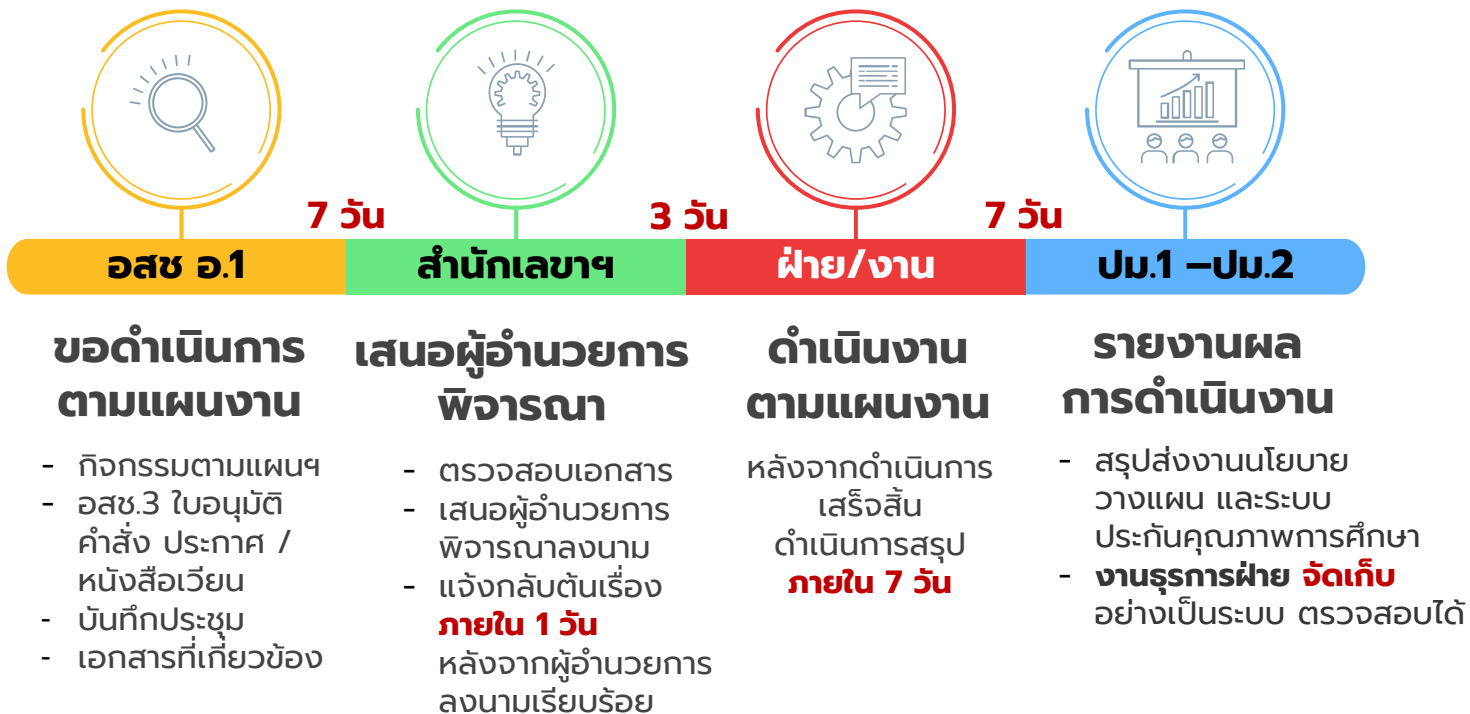 7 วัน
3 วัน
7 วัน
อสช อ.1
สำนักเลขาฯ
ฝ่าย/งาน
ปม.1 –ปม.2
ขอดำเนินการ
ตามแผนงาน
- กิจกรรมตามแผนฯ
- อสช.3 ใบอนุมัติ
คำสั่ง ประกาศ /
หนังสือเวียน
- บันทึกประชุม
- เอกสารที่เกี่ยวข้อง
เสนอผู้อำนวยการ
พิจารณา
- ตรวจสอบเอกสาร
- เสนอผู้อำนวยการ
พิจารณาลงนาม
- แจ้งกลับต้นเรื่อง
ภายใน 1 วัน
หลังจากผู้อำนวยการ
ลงนามเรียบร้อย
ดำเนินงาน
ตามแผนงาน
หลังจากดำเนินการ
เสร็จสิ้น
ดำเนินการสรุป
ภายใน 7 วัน
รายงานผล
การดำเนินงาน
- สรุปส่งงานนโยบาย
วางแผน และระบบ
ประกันคุณภาพการศึกษา
- งานธุรการฝ่าย จัดเก็บ
อย่างเป็นระบบ ตรวจสอบได้